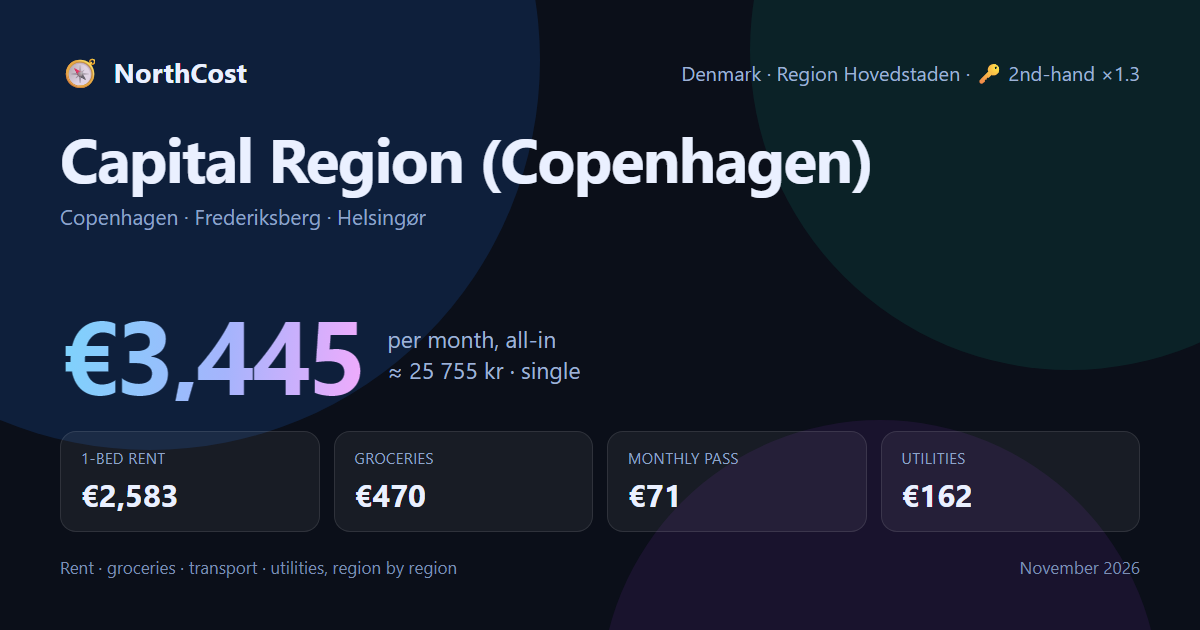 NorthCost
Denmark · Region Hovedstaden · 🔑 2nd-hand ×1.3
Capital Region (Copenhagen)
Copenhagen · Frederiksberg · Helsingør
€3,445
per month, all-in
≈ 25 755 kr · single
1-BED RENT
€2,583
GROCERIES
€470
MONTHLY PASS
€71
UTILITIES
€162
Rent · groceries · transport · utilities, region by region
November 2026